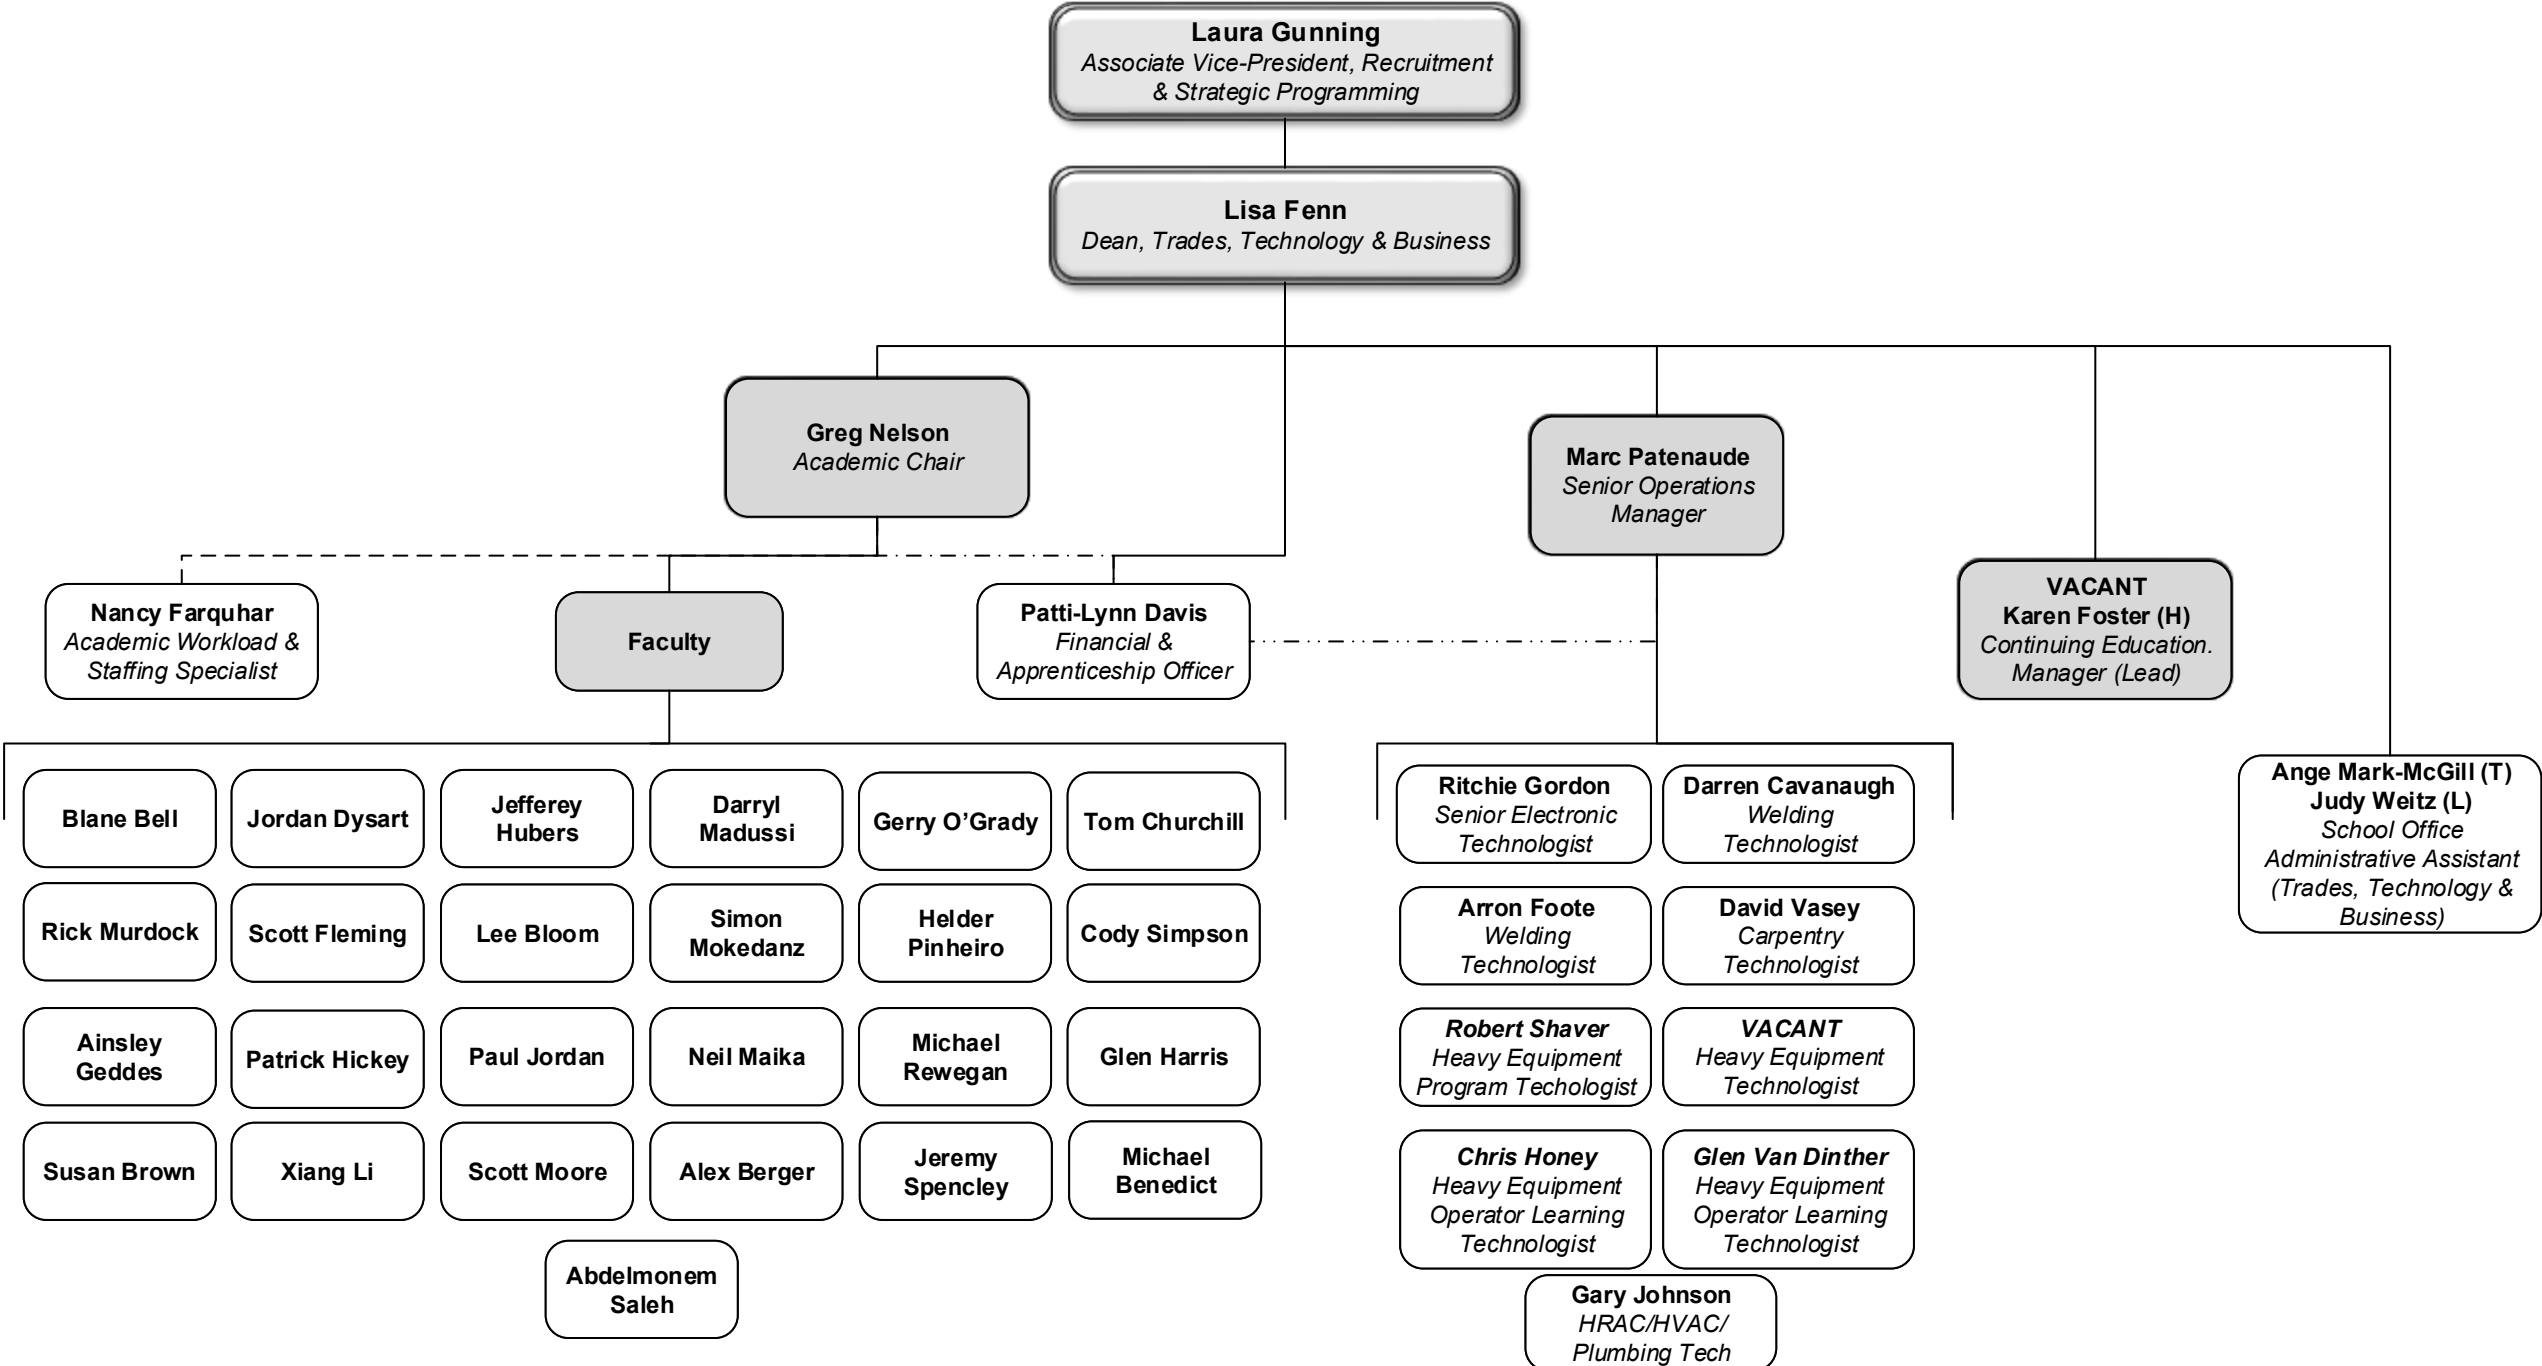 Laura Gunning
Associate Vice-President, Recruitment
& Strategic Programming
Lisa Fenn
Dean, Trades, Technology & Business
Greg Nelson
Academic Chair
Marc Patenaude
Senior Operations
Manager
Nancy Farquhar
Academic Workload &
Staffing Specialist
Faculty
Patti-Lynn Davis
Financial &
Apprenticeship Officer
VACANT
Karen Foster (H)
Continuing Education.
Manager (Lead)
Ange Mark-McGill (T)
Judy Weitz (L)
School Office
Administrative Assistant
(Trades, Technology &
Business)
Blane Bell
Jordan Dysart
Jefferey
Hubers
Darryl
Madussi
Gerry O’Grady
Tom Churchill
Rick Murdock
Scott Fleming
Lee Bloom
Simon
Mokedanz
Helder
Pinheiro
Cody Simpson
Ainsley
Geddes
Patrick Hickey
Paul Jordan
Neil Maika
Michael
Rewegan
Glen Harris
Susan Brown
Xiang Li
Scott Moore
Alex Berger
Jeremy
Spencley
Michael
Benedict
Abdelmonem
Saleh
Ritchie Gordon
Senior Electronic
Technologist
Darren Cavanaugh
Welding
Technologist
Arron Foote
Welding
Technologist
David Vasey
Carpentry
Technologist
Robert Shaver
Heavy Equipment
Program Techologist
VACANT
Heavy Equipment
Technologist
Chris Honey
Heavy Equipment
Operator Learning
Technologist
Glen Van Dinther
Heavy Equipment
Operator Learning
Technologist
Gary Johnson
HRAC/HVAC/
Plumbing Tech